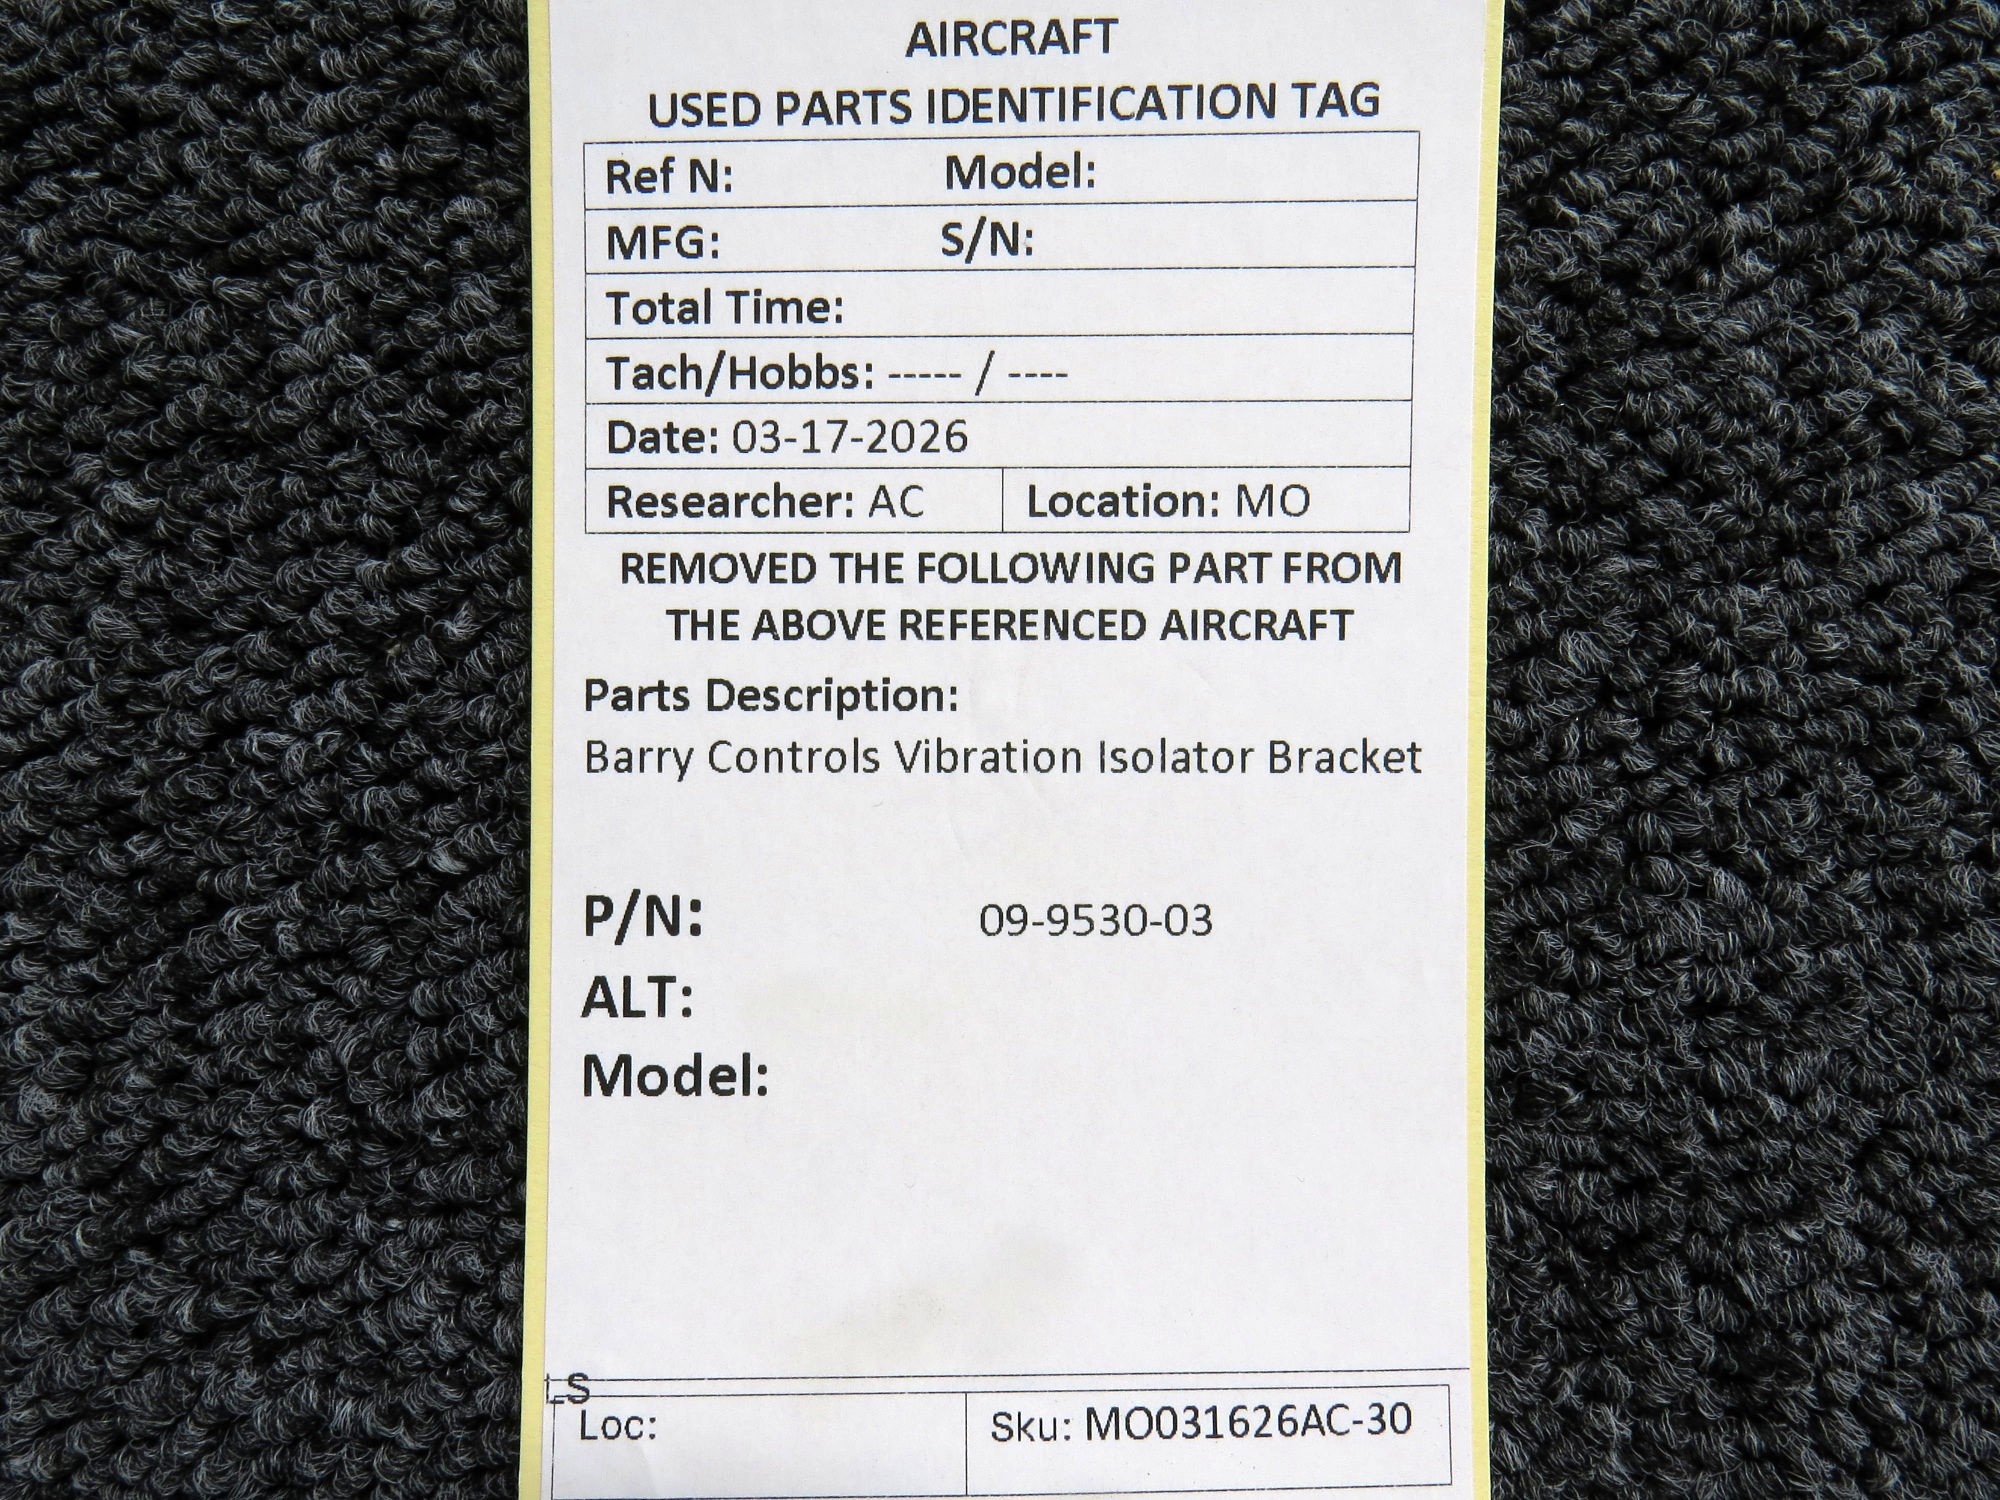 AIRCRAFT
USED PARTS IDENTIFICATION TAG
Ref N: Model:
MFG: S/N:
Total Time:
Tach/Hobbs: ----- / ----
Date: 03-17-2026
Researcher: AC Location: MO
REMOVED THE FOLLOWING PART FROM
THE ABOVE REFERENCED AIRCRAFT
Parts Description:
Barry Controls Vibration Isolator Bracket
P/N: 09-9530-03
ALT:
Model:
LS
Loc: Sku: MO031626AC-30